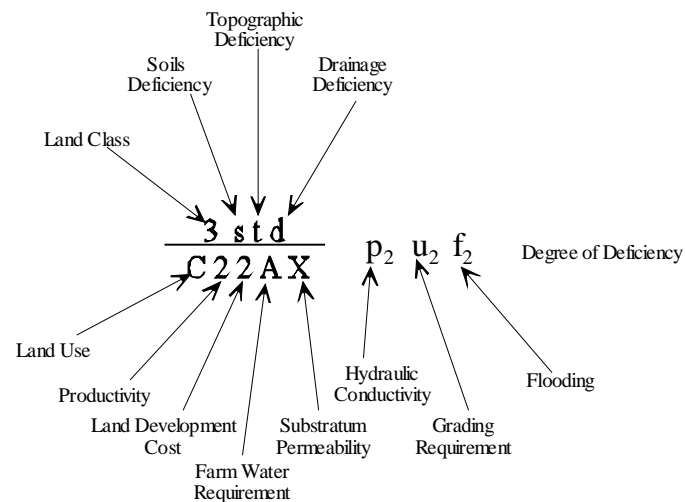 Topographic
Deficiency
Soils
Deficiency
Drainage
Deficiency
Land Class
3 s t d
C 2 2 A X
p2 u2 f2
Degree of Deficiency
Land Use
Productivity
Land Development
Cost
Farm Water
Requirement
Substratum
Permeability
Hydraulic
Conductivity
Grading
Requirement
Flooding